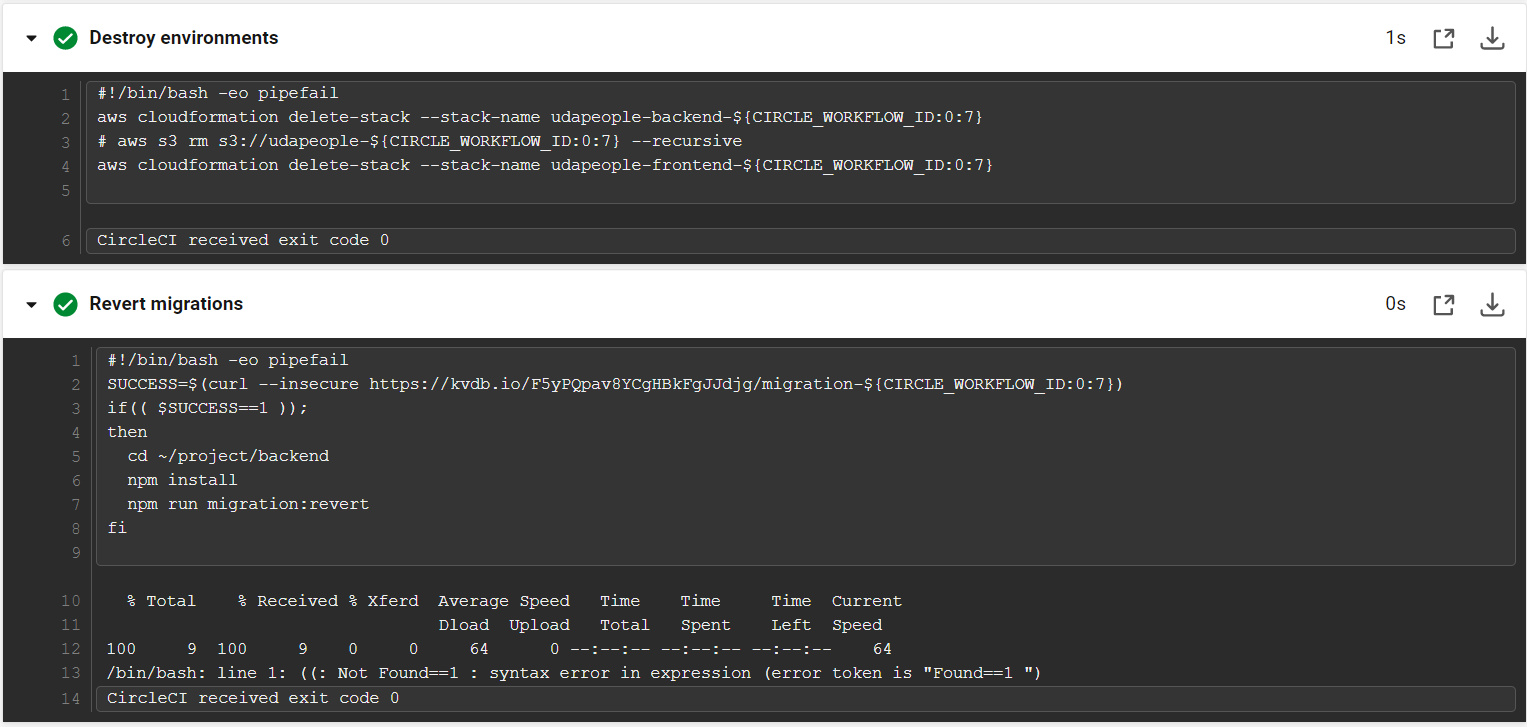 Destroy environments 1s
1 #!/bin/bash -eo pipefail
2 aws cloudformation delete-stack --stack-name udapeople-backend-${CIRCLE_WORKFLOW_ID:0:7}
3 # aws s3 rm s3://udapeople-${CIRCLE_WORKFLOW_ID:0:7} --recursive
4 aws cloudformation delete-stack --stack-name udapeople-frontend-${CIRCLE_WORKFLOW_ID:0:7}
5
6 CircleCI received exit code 0
Revert migrations 0s
1 #!/bin/bash -eo pipefail
2 SUCCESS=$(curl --insecure https://kvdb.io/F5yPQpav8YCgHBkFgJJdjg/migration-${CIRCLE_WORKFLOW_ID:0:7})
3 if(( $SUCCESS==1 ));
4 then
5   cd ~/project/backend
6   npm install
7   npm run migration:revert
8 fi
9
10   % Total    % Received % Xferd  Average Speed   Time    Time     Time  Current
11                                  Dload  Upload   Total   Spent    Left  Speed
12 100     9  100     9    0     0     64      0 --:--:-- --:--:-- --:--:--    64
13 /bin/bash: line 1: ((: Not Found==1 : syntax error in expression (error token is "Found==1 ")
14 CircleCI received exit code 0